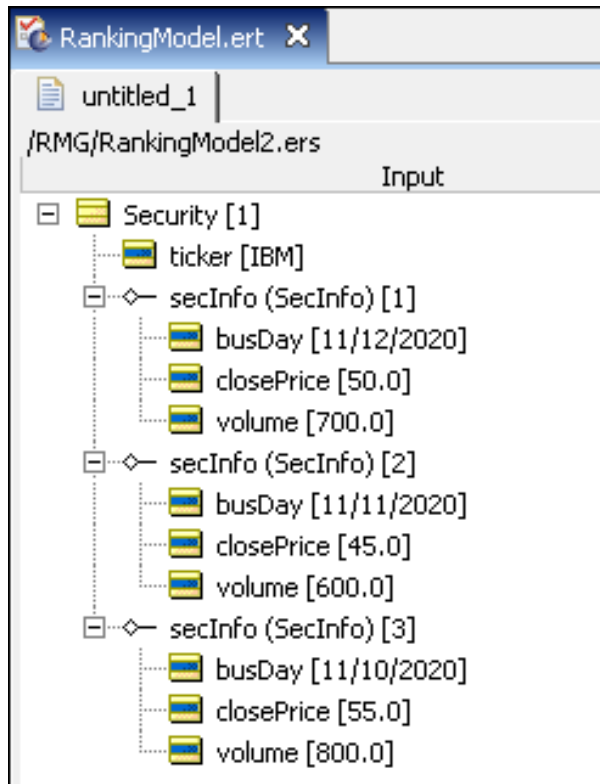 RankingModel.ert
untitled_1
/RMG/RankingModel2.ers
Input
Security [1]
ticker [IBM]
secInfo (SecInfo) [1]
busDay [11/12/2020]
closePrice [50.0]
volume [700.0]
secInfo (SecInfo) [2]
busDay [11/11/2020]
closePrice [45.0]
volume [600.0]
secInfo (SecInfo) [3]
busDay [11/10/2020]
closePrice [55.0]
volume [800.0]